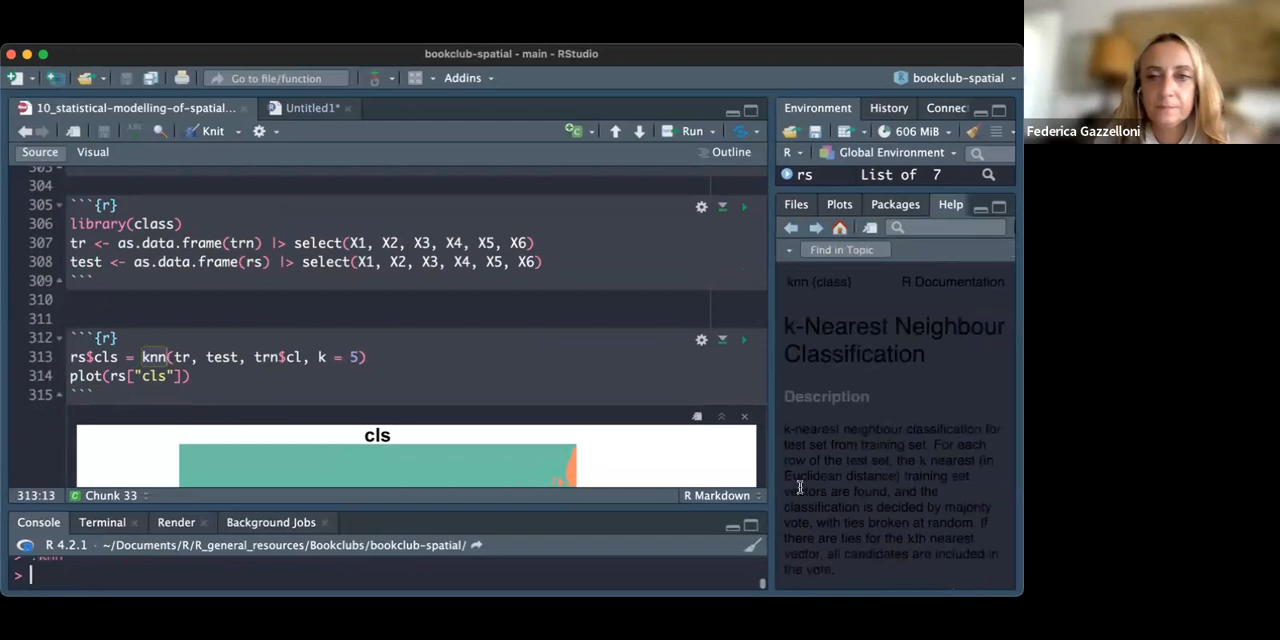 bookclub-spatial - main - RStudio
Go to file/function
Addins
bookclub-spatial
10_statistical-modelling-of-spatial...
Untitled1*
Knit
Run
Source
Visual
Outline
303
304
305 ```{r}
306 library(class)
307 tr <- as.data.frame(trn) |> select(X1, X2, X3, X4, X5, X6)
308 test <- as.data.frame(rs) |> select(X1, X2, X3, X4, X5, X6)
309 ```
310
311
312 ```{r}
313 rs$cls = knn(tr, test, trn$cl, k = 5)
314 plot(rs["cls"])
315 ```
cls
313:13
Chunk 33
R Markdown
Console
Terminal
Render
Background Jobs
R 4.2.1 · ~/Documents/R/R_general_resources/Bookclubs/bookclub-spatial/
>
Environment
History
Connec
606 MiB
R
Global Environment
rs List of 7
Files
Plots
Packages
Help
Find in Topic
knn {class}
R Documentation
k-Nearest Neighbour
Classification
Description
k-nearest neighbour classification for
test set from training set. For each
row of the test set, the k nearest (in
Euclidean distance) training set
vectors are found, and the
classification is decided by majority
vote, with ties broken at random. If
there are ties for the kth nearest
vector, all candidates are included in
the vote.
Federica Gazzelloni